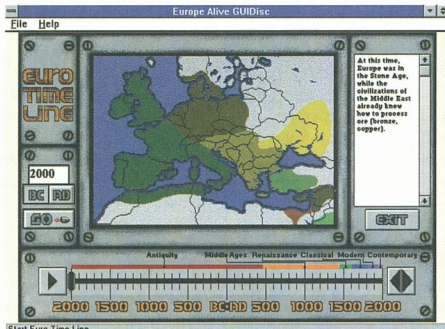 Europe Alive GUIDisc
File Help
EURO
TIME
LINE
2000
BC AD
GO
At this time,
Europe was in
the Stone Age,
while the
civilizations of
the Middle East
already knew
how to process
ore (bronze,
copper).
EXIT
Antiquity Middle Ages Renaissance Classical Modern Contemporary
2000 1500 1000 500 BC AD 500 1000 1500 2000
Start Euro Time Line